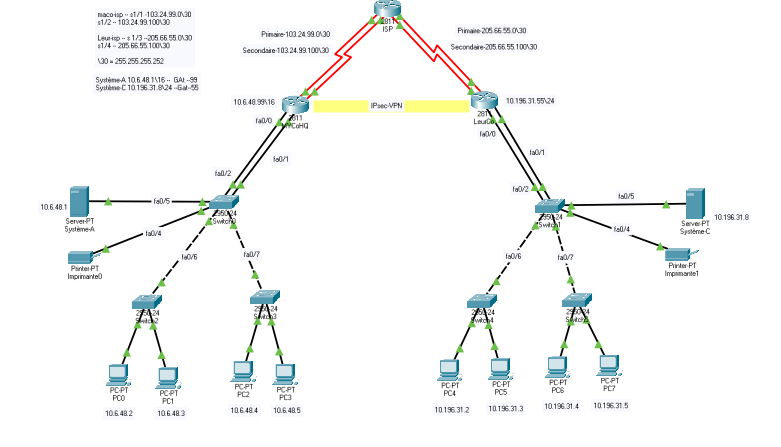 maco-isp -- s1/1 -103.24.99.0\30
s1/2 -- 103.24.99.100\30
Leur-isp -- s 1/3 --205.66.55.0\30
s1/4 -- 205.66.55.100\30
\30 = 255.255.255.252
Système-A 10.6.48.1\16 -- GAt --99
Système-C 10.196.31.8\24 --Gat-55
2811
ISP
Primaire-103.24.99.0\30
Secondaire-103.24.99.100\30
Primaire-205.66.55.0\30
Secondaire-205.66.55.100\30
10.6.48.99\16
2811
MYCoHQ
IPsec-VPN
2811
10.196.31.55\24
fa0/0
fa0/1
fa0/2
fa0/0
fa0/1
fa0/2
10.6.48.1
Server-PT
Système-A
fa0/5
2950-24
Switch0
fa0/4
Printer-PT
Imprimante0
fa0/6
fa0/7
2950-24
Switch2
2950-24
Switch3
PC-PT
PC0
PC-PT
PC1
PC-PT
PC2
PC-PT
PC3
10.6.48.2
10.6.48.3
10.6.48.4
10.6.48.5
2950-24
Switch1
fa0/5
Server-PT
Système-C
10.196.31.8
fa0/4
Printer-PT
Imprimante1
fa0/6
fa0/7
2950-24
Switch4
2950-24
PC-PT
PC4
PC-PT
PC5
PC-PT
PC6
PC-PT
PC7
10.196.31.2
10.196.31.3
10.196.31.4
10.196.31.5